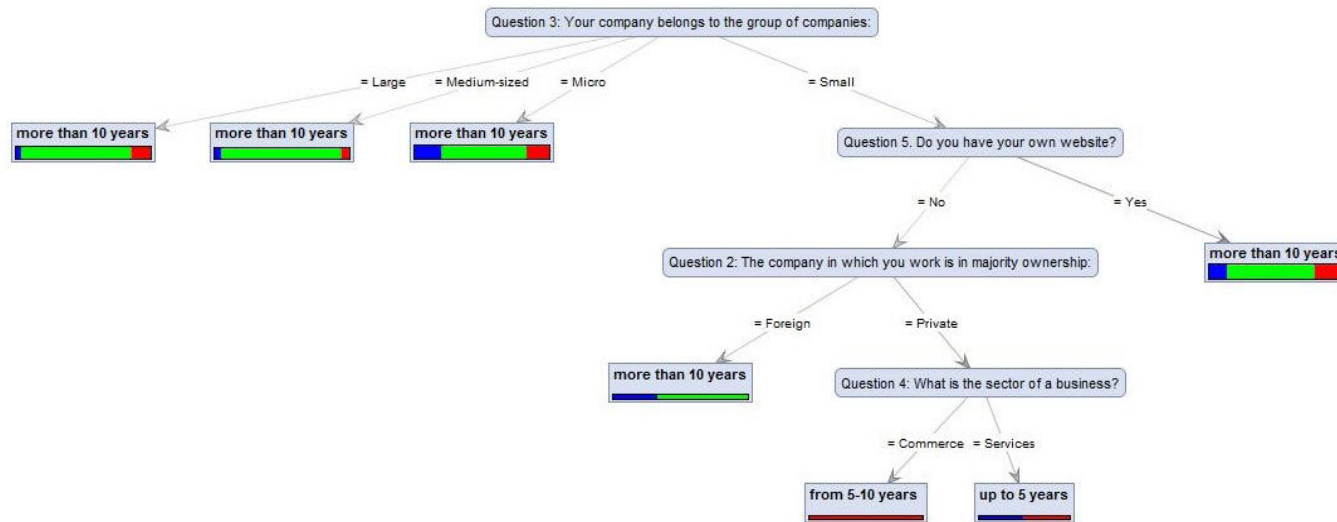 Question 3: Your company belongs to the group of companies:
= Large
= Medium-sized
= Micro
= Small
more than 10 years
more than 10 years
more than 10 years
Question 5. Do you have your own website?
= No
= Yes
Question 2: The company in which you work is in majority ownership:
more than 10 years
= Foreign
= Private
more than 10 years
Question 4: What is the sector of a business?
= Commerce
= Services
from 5-10 years
up to 5 years